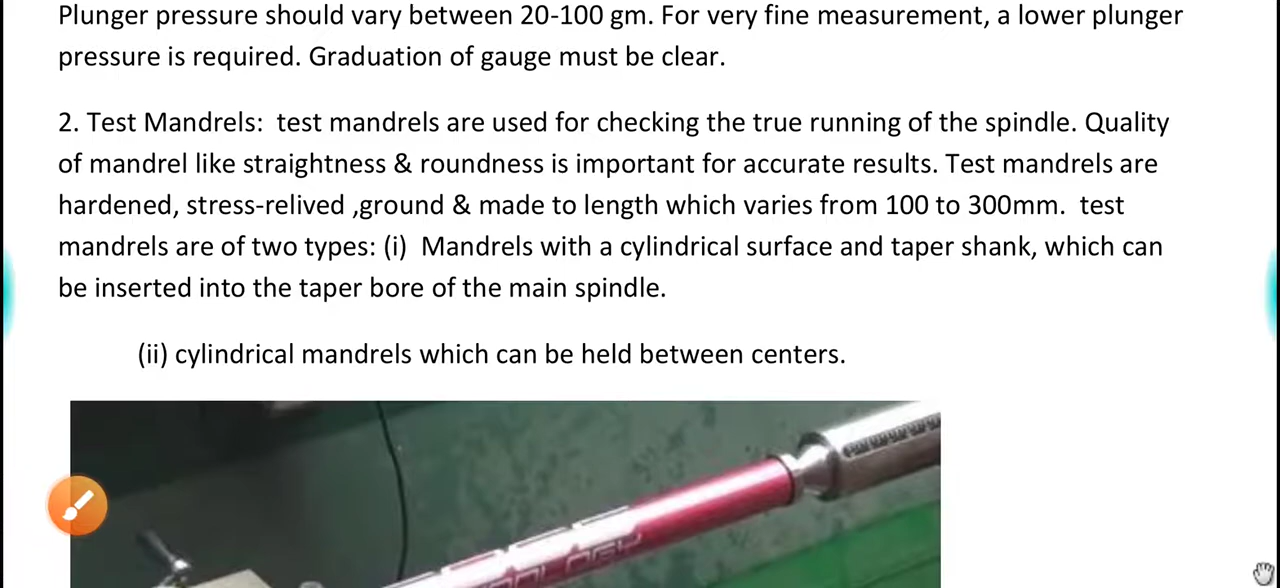 Plunger pressure should vary between 20-100 gm. For very fine measurement, a lower plunger
pressure is required. Graduation of gauge must be clear.
2. Test Mandrels:  test mandrels are used for checking the true running of the spindle. Quality
of mandrel like straightness & roundness is important for accurate results. Test mandrels are
hardened, stress-relived ,ground & made to length which varies from 100 to 300mm.  test
mandrels are of two types: (i)  Mandrels with a cylindrical surface and taper shank, which can
be inserted into the taper bore of the main spindle.
(ii) cylindrical mandrels which can be held between centers.